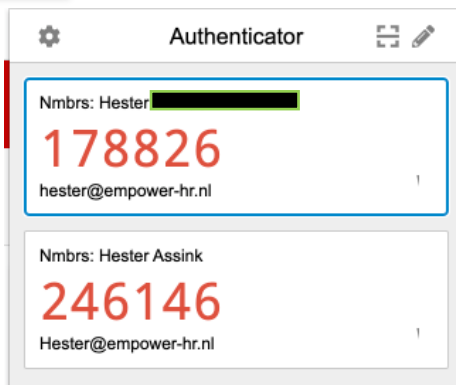 Authenticator
Nmbrs: Hester
178826
hester@empower-hr.nl
Nmbrs: Hester Assink
246146
Hester@empower-hr.nl